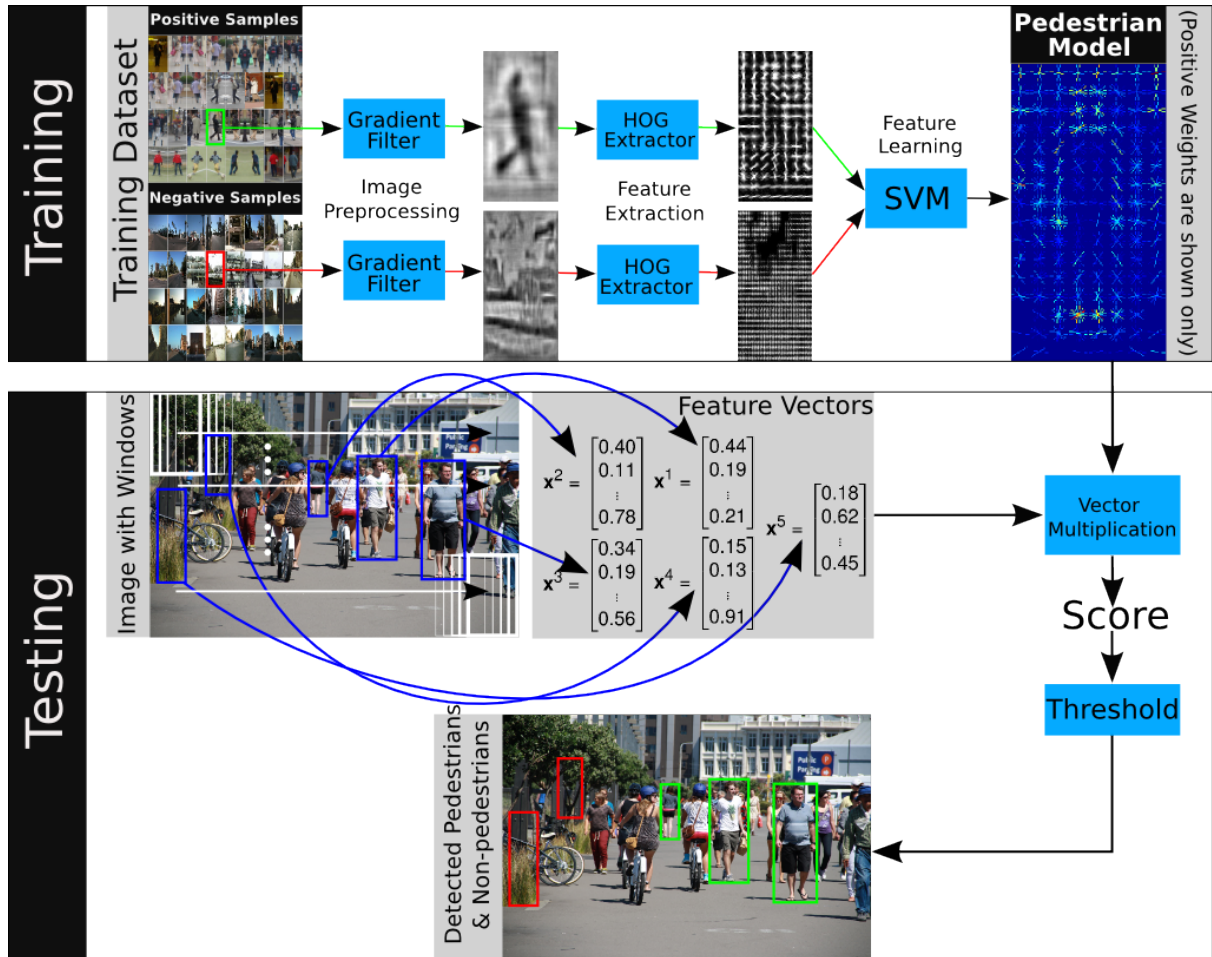 Training
Training Dataset
Positive Samples
Negative Samples
Gradient
Filter
Image
Preprocessing
Gradient
Filter
HOG
Extractor
Feature
Extraction
HOG
Extractor
Feature
Learning
SVM
Pedestrian
Model
(Positive Weights are shown only)
Testing
Image with Windows
Public
Parking
P
Feature Vectors
x² =
0.40
0.11
⋮
0.78
x¹ =
0.44
0.19
⋮
0.21
x³ =
0.34
0.19
⋮
0.56
x⁴ =
0.15
0.13
⋮
0.91
x⁵ =
0.18
0.62
⋮
0.45
Vector
Multiplication
Score
Threshold
Detected Pedestrians
& Non-pedestrians
Public
Parking
P